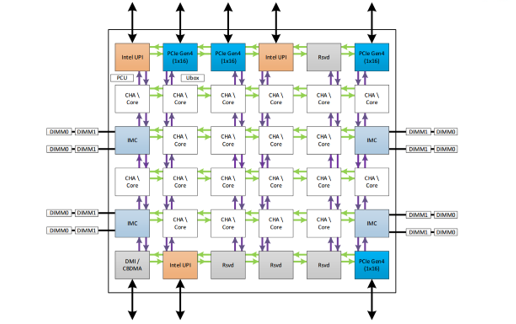 Intel UPI
PCIe Gen4
(1x16)
PCIe Gen4
(1x16)
Intel UPI
Rsvd
PCIe Gen4
(1x16)
PCU
Ubox
CHA \
Core
CHA \
Core
CHA \
Core
CHA \
Core
CHA \
Core
CHA \
Core
DIMM0 DIMM1
DIMM0 DIMM1
IMC
CHA \
Core
CHA \
Core
CHA \
Core
CHA \
Core
IMC
DIMM1 DIMM0
DIMM1 DIMM0
CHA \
Core
CHA \
Core
CHA \
Core
CHA \
Core
CHA \
Core
CHA \
Core
DIMM0 DIMM1
DIMM0 DIMM1
IMC
CHA \
Core
CHA \
Core
CHA \
Core
CHA \
Core
IMC
DIMM1 DIMM0
DIMM1 DIMM0
DMI /
CBDMA
Intel UPI
Rsvd
Rsvd
Rsvd
PCIe Gen4
(1x16)